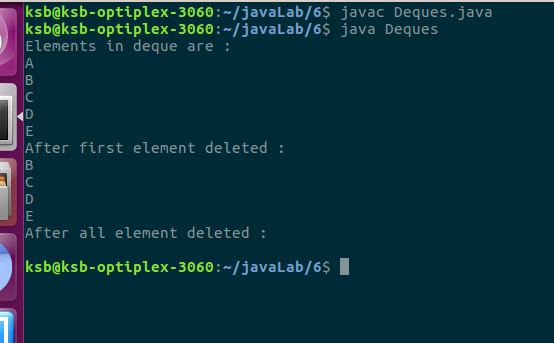 ksb@ksb-optiplex-3060:~/javaLab/6$ javac Deques.java
ksb@ksb-optiplex-3060:~/javaLab/6$ java Deques
Elements in deque are :
A
B
C
D
E
After first element deleted :
B
C
D
E
After all element deleted :
ksb@ksb-optiplex-3060:~/javaLab/6$